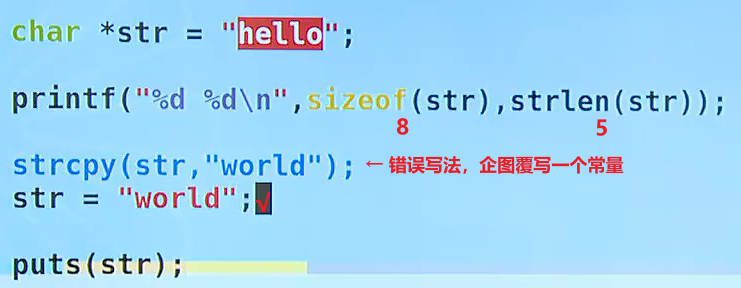 char *str = "hello";
printf("%d %d\n",sizeof(str),strlen(str));
8 5
strcpy(str,"world"); ← 错误写法，企图覆写一个常量
str = "world";√
puts(str);